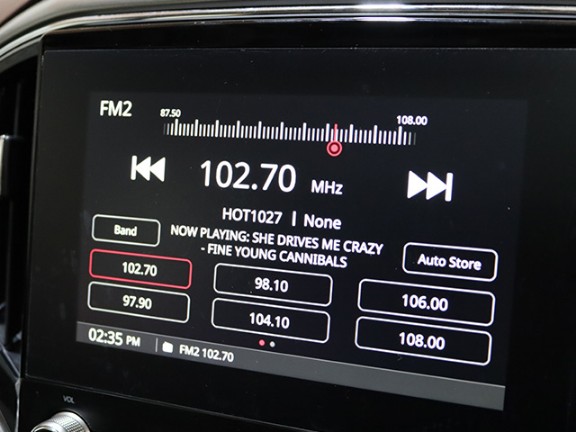 FM2
87.50
108.00
102.70 MHz
HOT1027 | None
Band
NOW PLAYING: SHE DRIVES ME CRAZY
- FINE YOUNG CANNIBALS
Auto Store
102.70
98.10
106.00
97.90
104.10
108.00
02:35 PM
FM2 102.70
VOL